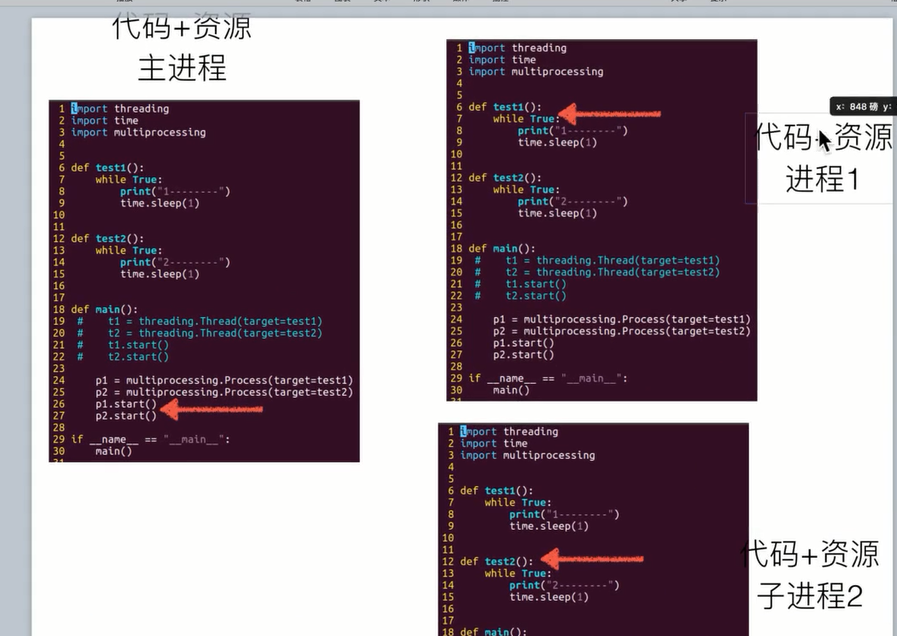 代码+资源
主进程
1 import threading
2 import time
3 import multiprocessing
4
5
6 def test1():
7     while True:
8         print("1--------")
9         time.sleep(1)
10
11
12 def test2():
13     while True:
14         print("2--------")
15         time.sleep(1)
16
17
18 def main():
19 #    t1 = threading.Thread(target=test1)
20 #    t2 = threading.Thread(target=test2)
21 #    t1.start()
22 #    t2.start()
23
24     p1 = multiprocessing.Process(target=test1)
25     p2 = multiprocessing.Process(target=test2)
26     p1.start()
27     p2.start()
28
29 if __name__ == "__main__":
30     main()
1 import threading
2 import time
3 import multiprocessing
4
5
6 def test1():
7     while True:
8         print("1--------")
9         time.sleep(1)
10
11
12 def test2():
13     while True:
14         print("2--------")
15         time.sleep(1)
16
17
18 def main():
19 #    t1 = threading.Thread(target=test1)
20 #    t2 = threading.Thread(target=test2)
21 #    t1.start()
22 #    t2.start()
23
24     p1 = multiprocessing.Process(target=test1)
25     p2 = multiprocessing.Process(target=test2)
26     p1.start()
27     p2.start()
28
29 if __name__ == "__main__":
30     main()
x: 848 磅 y:
代码+资源
进程1
1 import threading
2 import time
3 import multiprocessing
4
5
6 def test1():
7     while True:
8         print("1--------")
9         time.sleep(1)
10
11
12 def test2():
13     while True:
14         print("2--------")
15         time.sleep(1)
16
17
18 def main():
代码+资源
子进程2